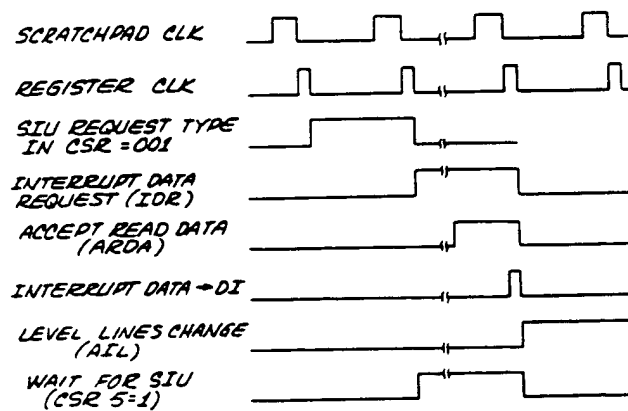 SCRATCHPAD CLK
REGISTER CLK
SIU REQUEST TYPE
IN CSR = 001
INTERRUPT DATA
REQUEST (IDR)
ACCEPT READ DATA
(ARDA)
INTERRUPT DATA → DI
LEVEL LINES CHANGE
(AIL)
WAIT FOR SIU
(CSR 5=1)